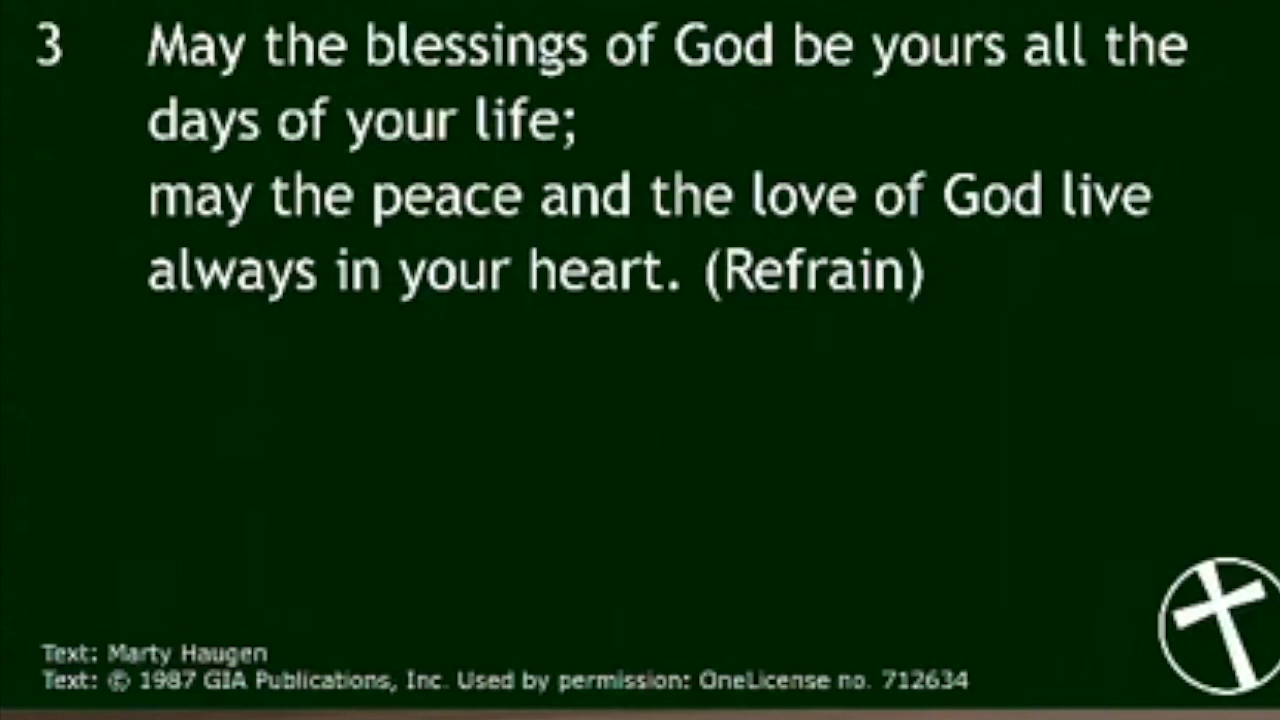 3 May the blessings of God be yours all the
days of your life;
may the peace and the love of God live
always in your heart. (Refrain)
Text: Marty Haugen
Text: © 1987 GIA Publications, Inc. Used by permission: OneLicense no. 712634